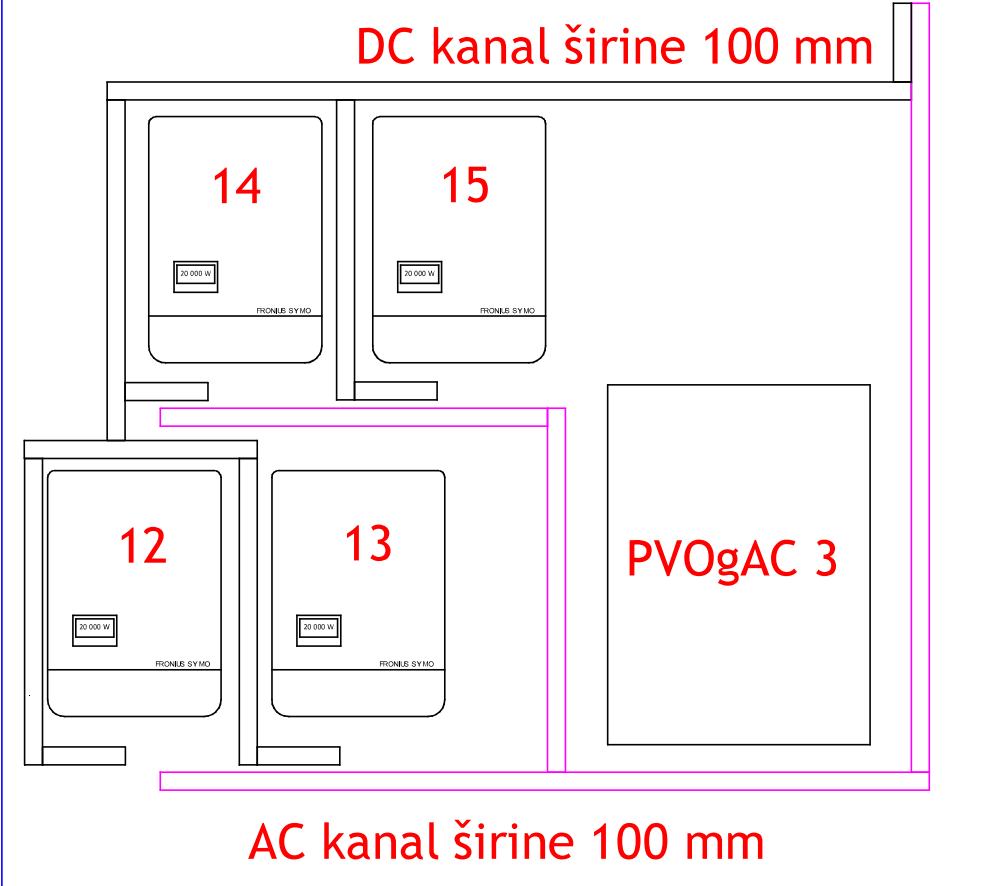 DC kanal širine 100 mm
14
15
20 000 W
20 000 W
FRONIUS SYMO
FRONIUS SYMO
12
13
PVOgAC 3
20 000 W
20 000 W
FRONIUS SYMO
FRONIUS SYMO
AC kanal širine 100 mm